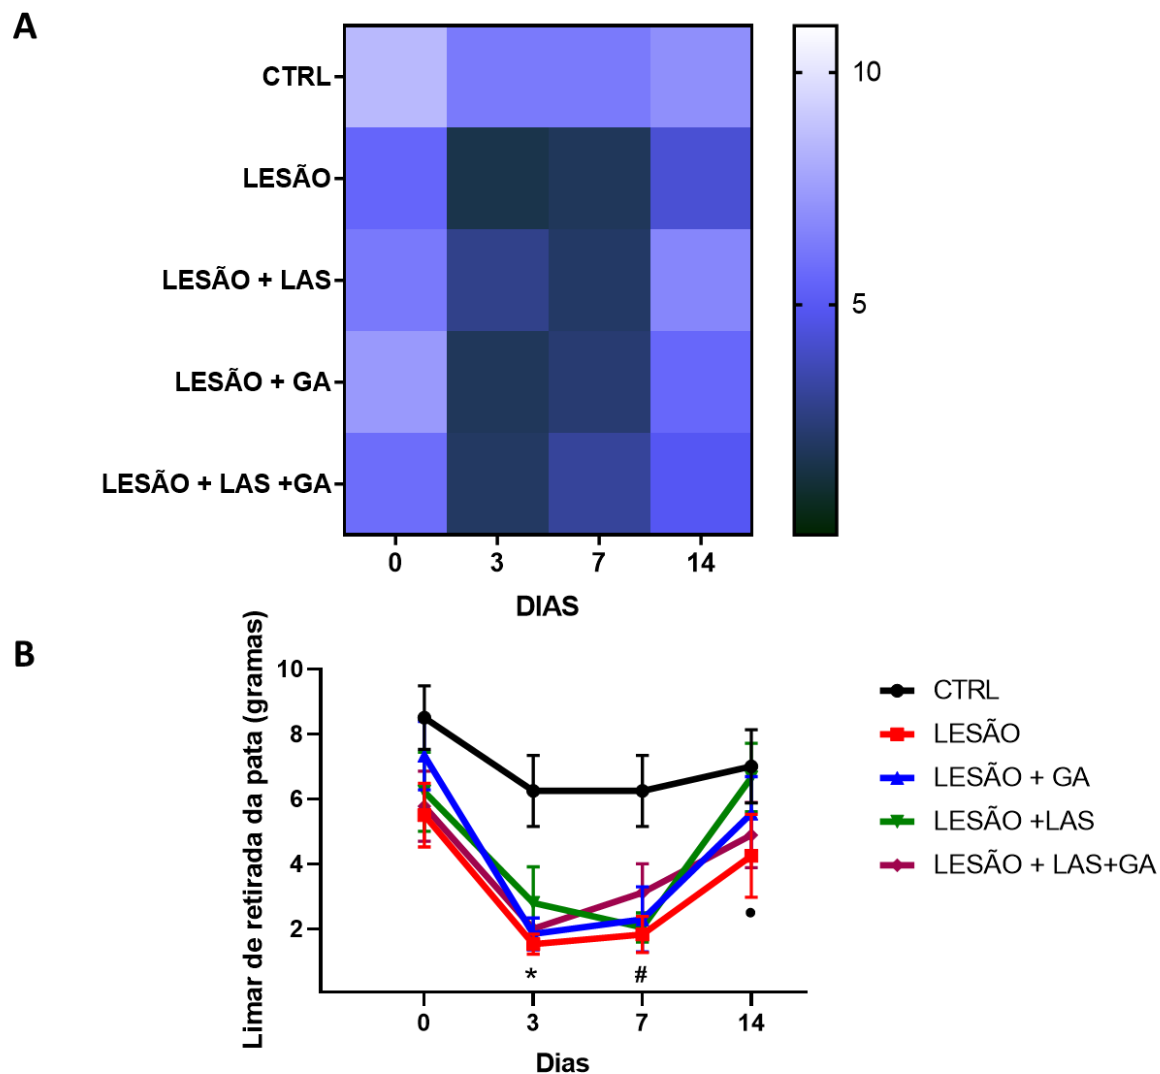 A
CTRL
LESÃO
LESÃO + LAS
LESÃO + GA
LESÃO + LAS +GA
0 3 7 14
DIAS
10
5
B
Limar de retirada da pata (gramas)
10
8
6
4
2
* #
0 3 7 14
Dias
CTRL
LESÃO
LESÃO + GA
LESÃO +LAS
LESÃO + LAS+GA